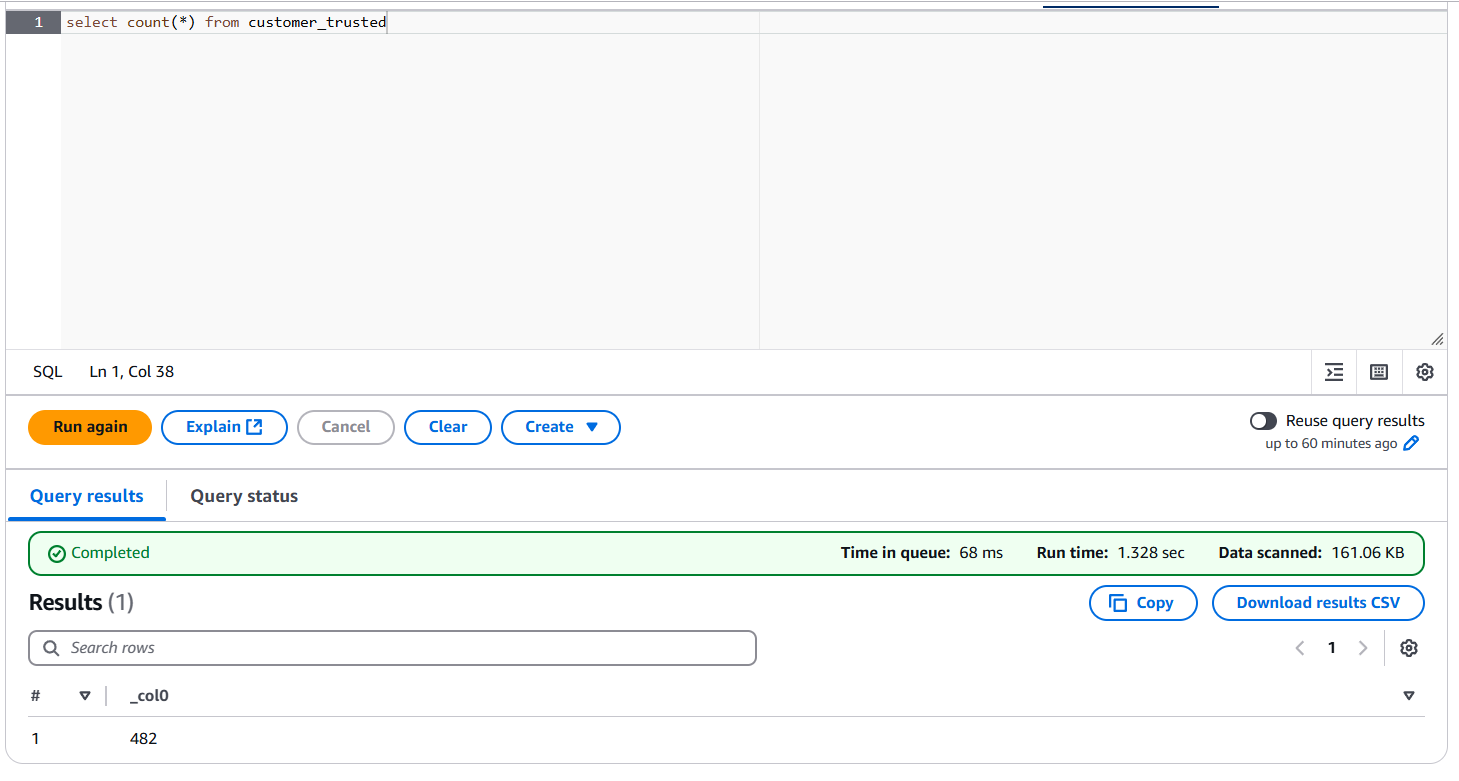 1 select count(*) from customer_trusted
SQL Ln 1, Col 38
Run again Explain Cancel Clear Create Reuse query results
up to 60 minutes ago
Query results Query status
Completed Time in queue: 68 ms Run time: 1.328 sec Data scanned: 161.06 KB
Results (1) Copy Download results CSV
Search rows 1
# _col0
1 482